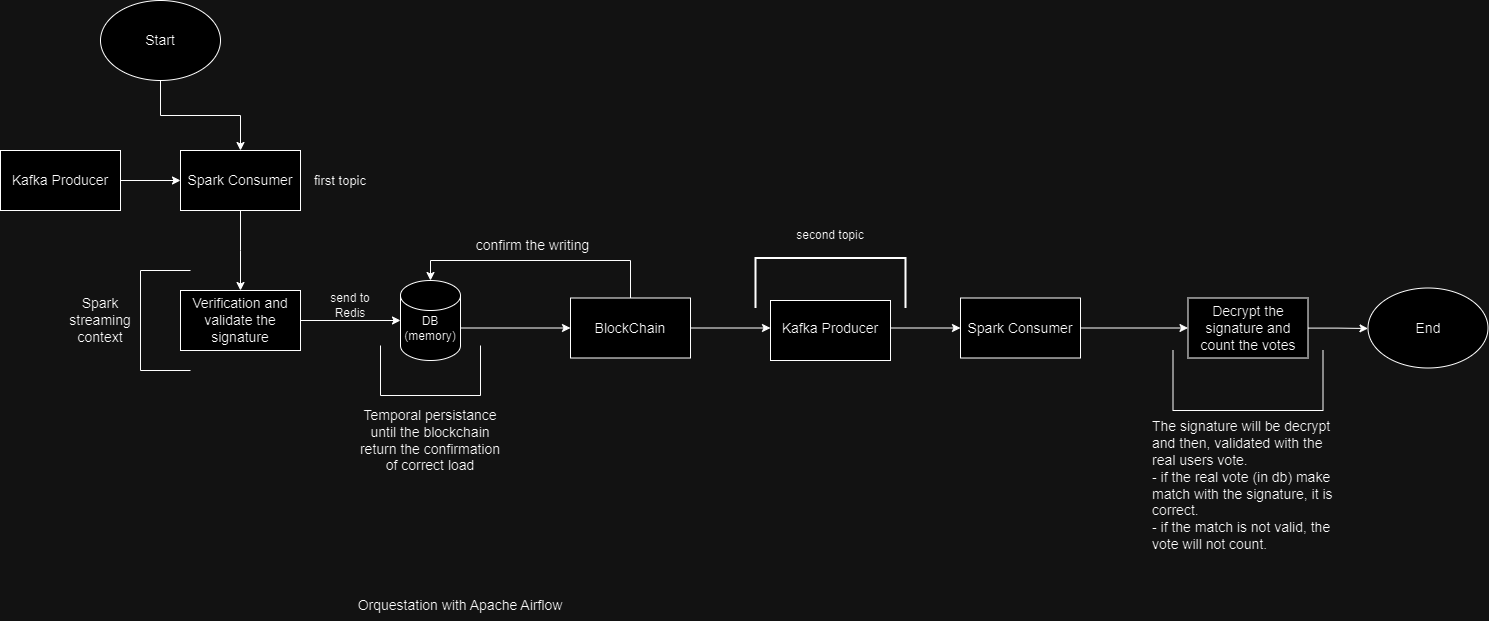 Start
Kafka Producer
Spark Consumer
first topic
Spark
streaming
context
Verification and
validate the
signature
send to
Redis
confirm the writing
DB
(memory)
Temporal persistance
until the blockchain
return the confirmation
of correct load
BlockChain
second topic
Kafka Producer
Spark Consumer
Decrypt the
signature and
count the votes
End
The signature will be decrypt
and then, validated with the
real users vote.
- if the real vote (in db) make
match with the signature, it is
correct.
- if the match is not valid, the
vote will not count.
Orquestation with Apache Airflow